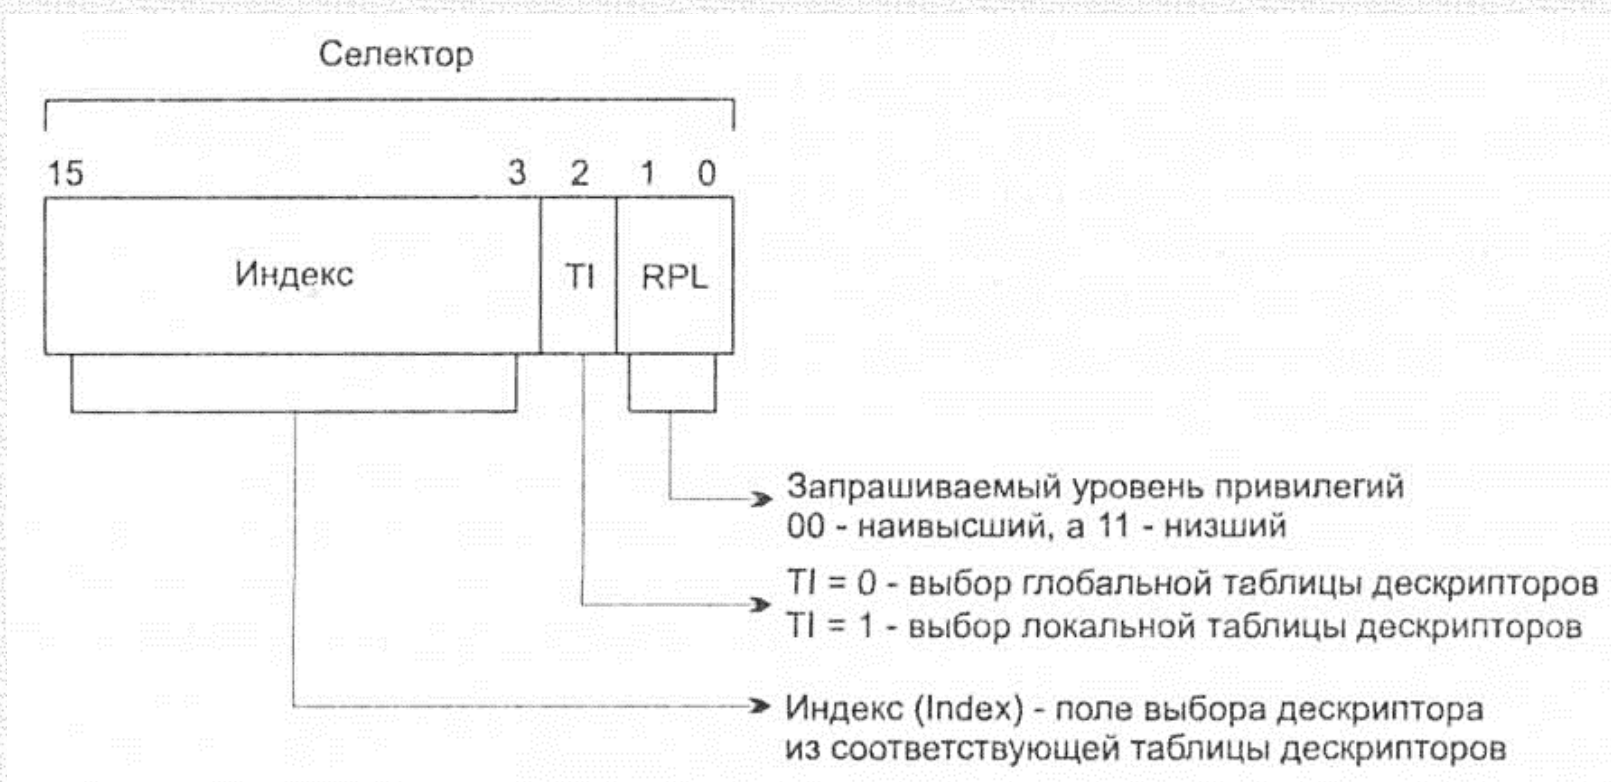 Селектор
15 3 2 1 0
Индекс TI RPL
Запрашиваемый уровень привилегий
00 - наивысший, а 11 - низший
TI = 0 - выбор глобальной таблицы дескрипторов
TI = 1 - выбор локальной таблицы дескрипторов
Индекс (Index) - поле выбора дескриптора
из соответствующей таблицы дескрипторов